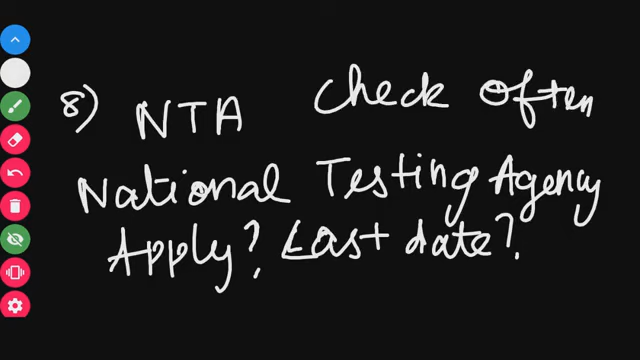 8) NTA Check Often
National Testing Agency
Apply? Last date?